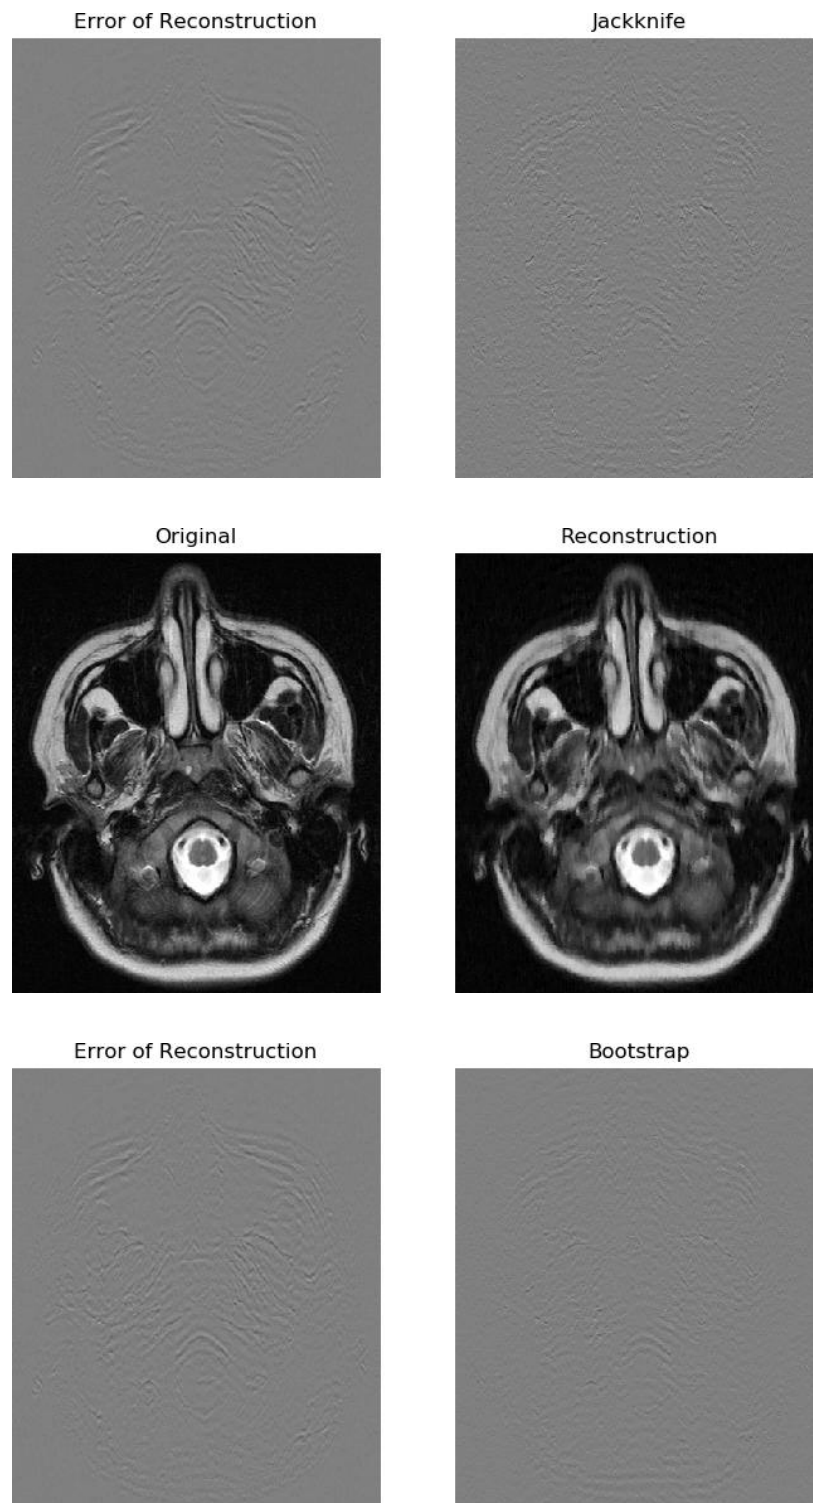 Error of Reconstruction
Jackknife
Original
Reconstruction
Error of Reconstruction
Bootstrap